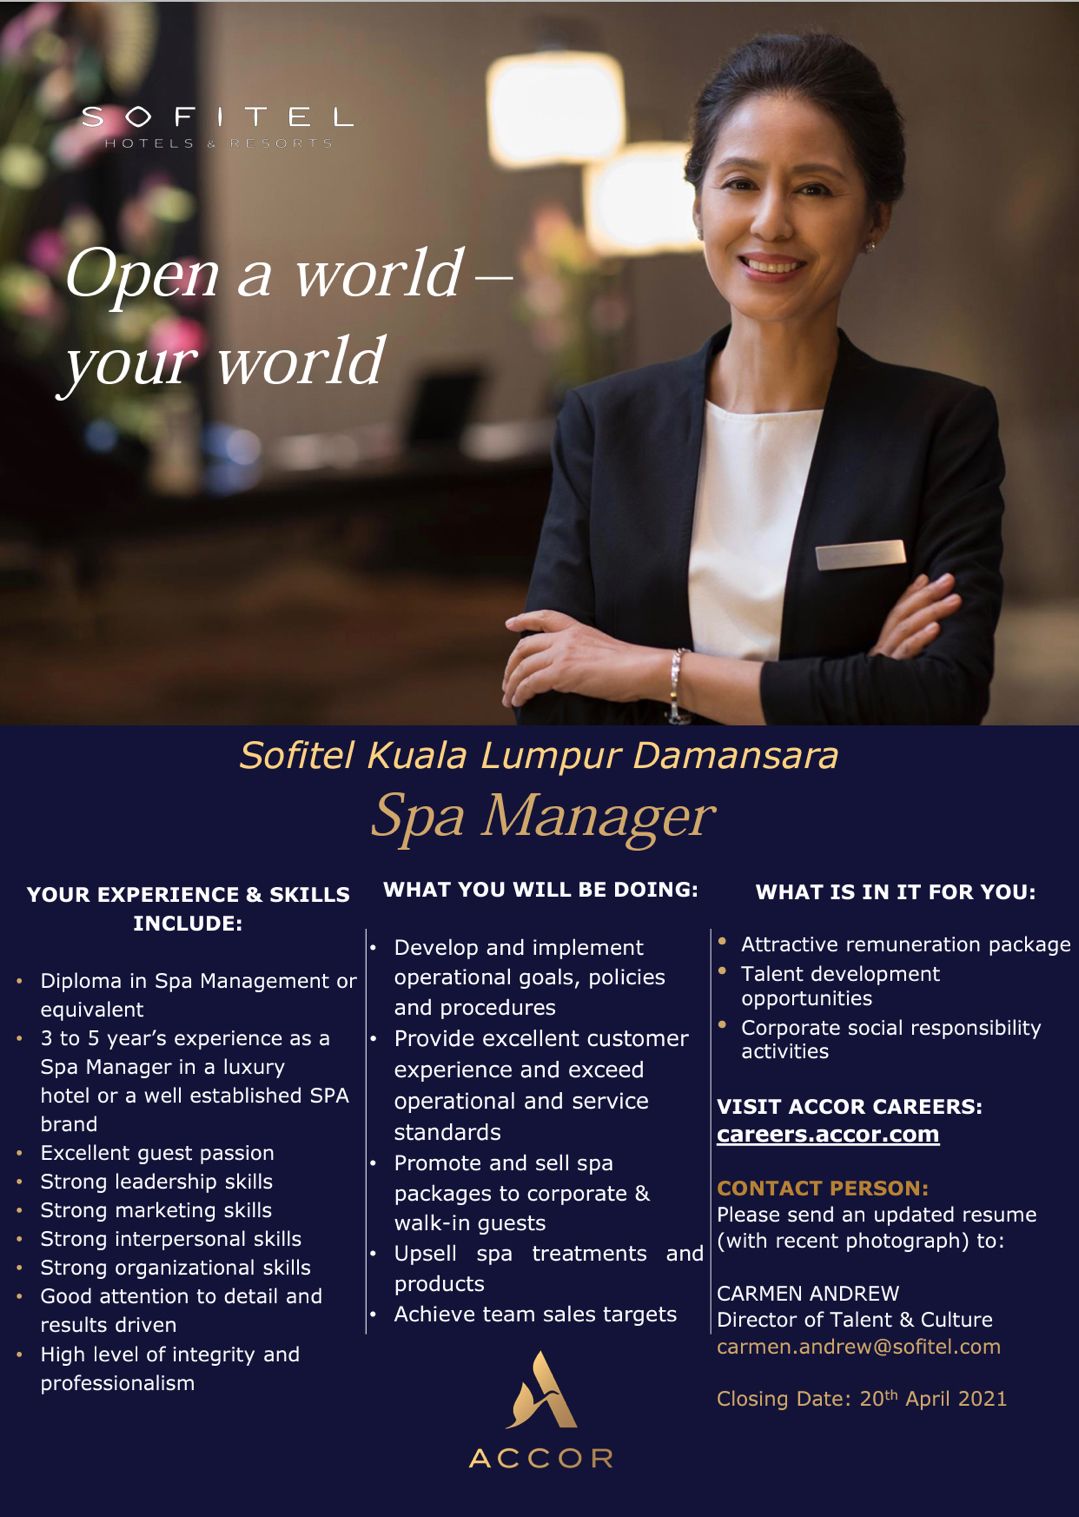 SOFITEL
HOTELS & RESORTS
Open a world –
your world
Sofitel Kuala Lumpur Damansara
Spa Manager
YOUR EXPERIENCE & SKILLS
INCLUDE:
• Diploma in Spa Management or
equivalent
• 3 to 5 year’s experience as a
Spa Manager in a luxury
hotel or a well established SPA
brand
• Excellent guest passion
• Strong leadership skills
• Strong marketing skills
• Strong interpersonal skills
• Strong organizational skills
• Good attention to detail and
results driven
• High level of integrity and
professionalism
WHAT YOU WILL BE DOING:
• Develop and implement
operational goals, policies
and procedures
• Provide excellent customer
experience and exceed
operational and service
standards
• Promote and sell spa
packages to corporate &
walk-in guests
• Upsell spa treatments and
products
• Achieve team sales targets
WHAT IS IN IT FOR YOU:
• Attractive remuneration package
• Talent development
opportunities
• Corporate social responsibility
activities
VISIT ACCOR CAREERS:
careers.accor.com
CONTACT PERSON:
Please send an updated resume
(with recent photograph) to:
CARMEN ANDREW
Director of Talent & Culture
carmen.andrew@sofitel.com
Closing Date: 20th April 2021
ACCOR